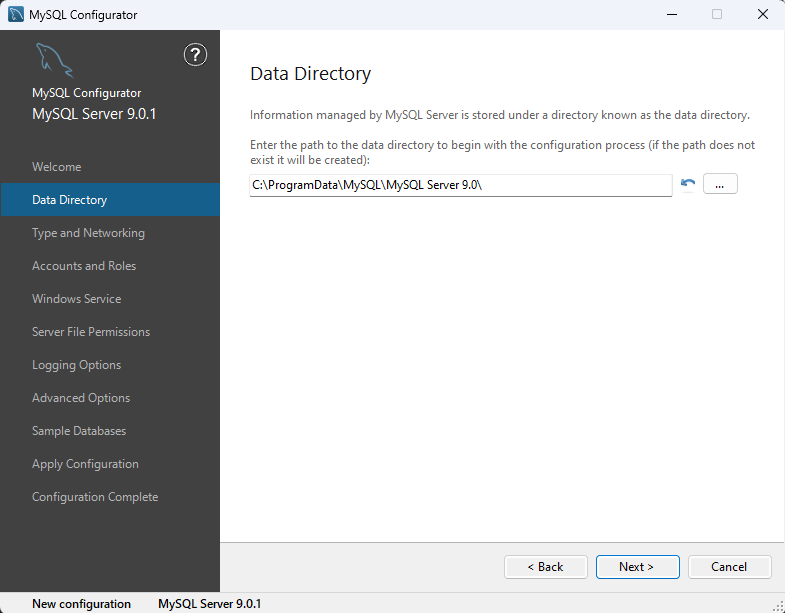 MySQL Configurator
?
MySQL Configurator
MySQL Server 9.0.1
Welcome
Data Directory
Type and Networking
Accounts and Roles
Windows Service
Server File Permissions
Logging Options
Advanced Options
Sample Databases
Apply Configuration
Configuration Complete
Data Directory
Information managed by MySQL Server is stored under a directory known as the data directory.
Enter the path to the data directory to begin with the configuration process (if the path does not
exist it will be created):
C:\ProgramData\MySQL\MySQL Server 9.0\
...
< Back
Next >
Cancel
New configuration
MySQL Server 9.0.1